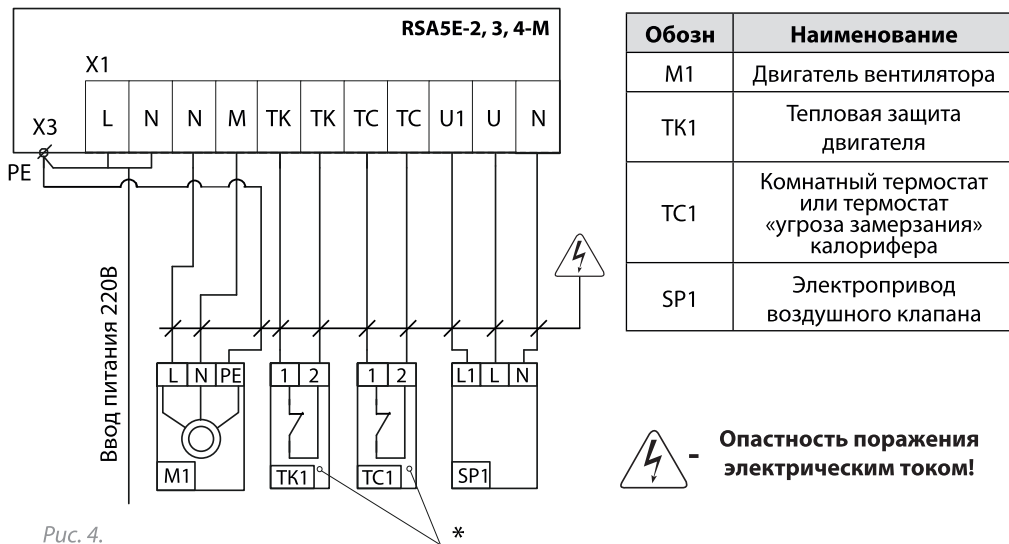 RSA5E-2, 3, 4-M
X1
L N N M TK TK TC TC U1 U N
X3
PE
Ввод питания 220В
L N PE
M1
1 2
TK1
1 2
TC1
L1 L N
SP1
*
Рис. 4.
Обозн Наименование
M1 Двигатель вентилятора
TK1 Тепловая защита
двигателя
TC1 Комнатный термостат
или термостат
«угроза замерзания»
калорифера
SP1 Электропривод
воздушного клапана
- Опастность поражения
электрическим током!